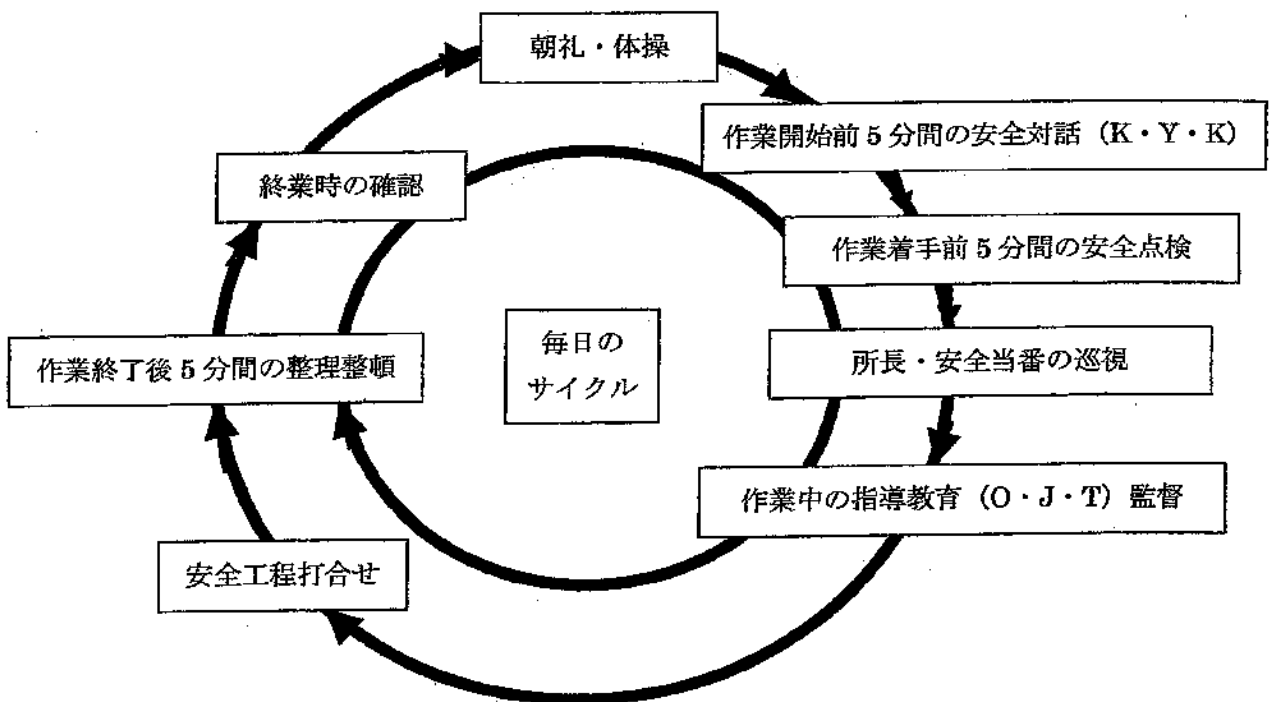 朝礼・体操
作業開始前5分間の安全対話（K・Y・K）
作業着手前5分間の安全点検
所長・安全当番の巡視
作業中の指導教育（O・J・T）監督
安全工程打合せ
作業終了後5分間の整理整頓
終業時の確認
毎日の
サイクル